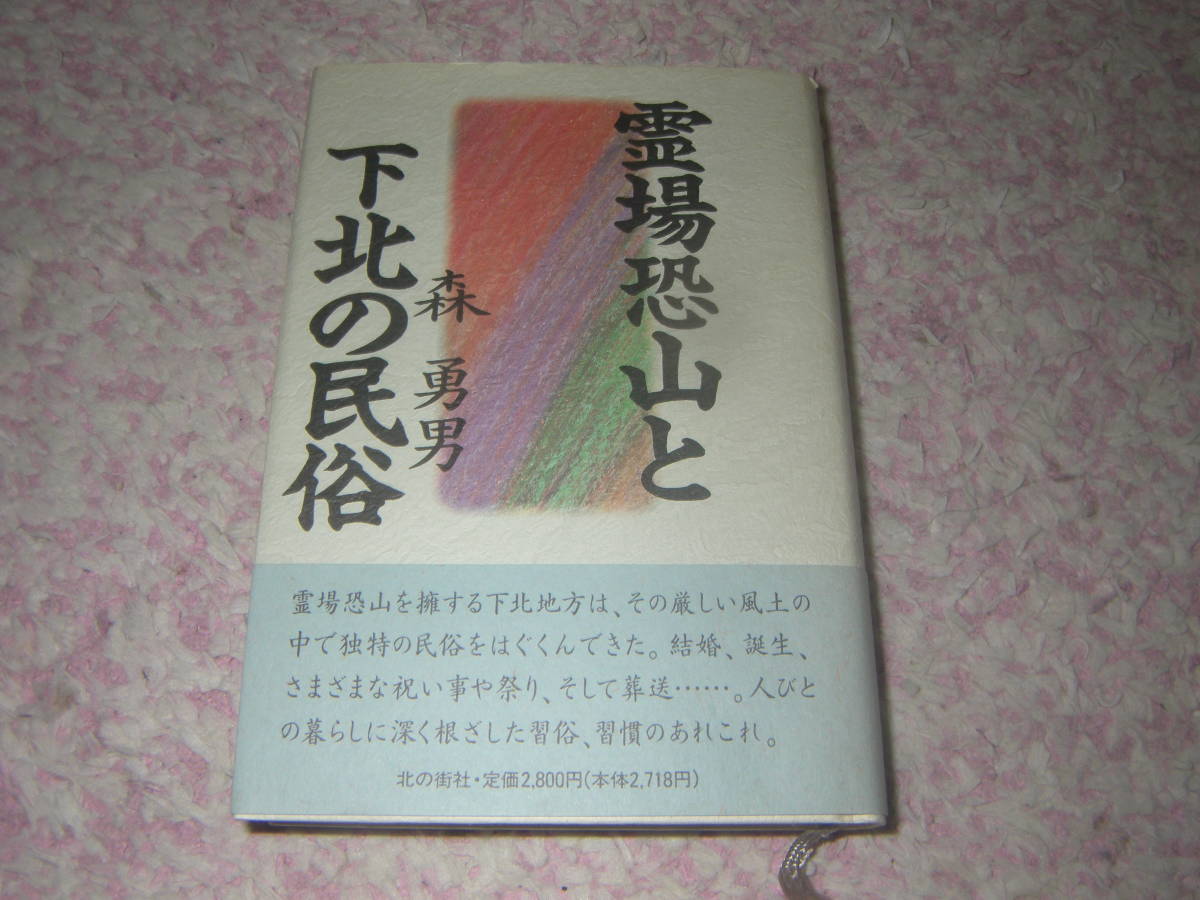 霊場恐山と
下北の民俗
森 勇男
霊場恐山を擁する下北地方は、その厳しい風土の
中で独特の民俗をはぐくんできた。結婚、誕生、
さまざまな祝い事や祭り、そして葬送……。人びと
の暮らしに深く根ざした習俗、習慣のあれこれ。
北の街社・定価2,800円(本体2,718円)